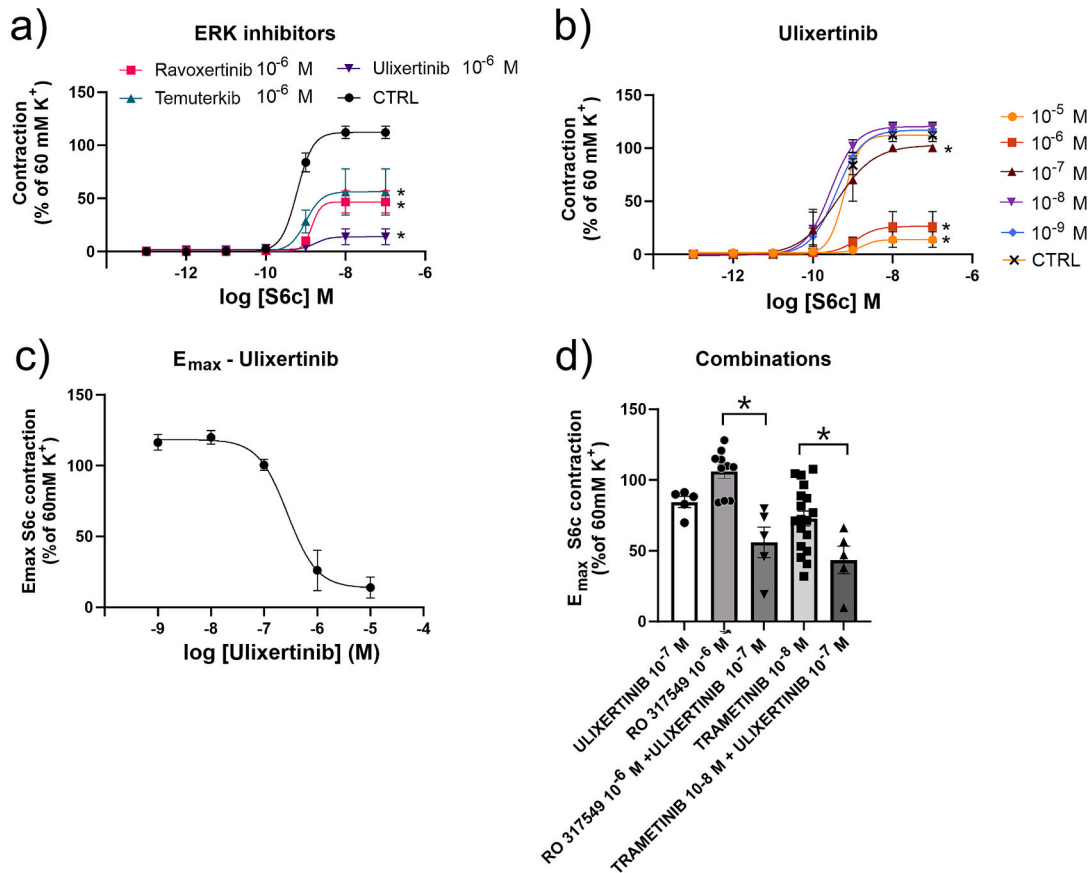 a)
ERK inhibitors
Ravoxertinib 10⁻⁶ M
Ulixertinib 10⁻⁶ M
Temuterkib 10⁻⁶ M
CTRL
Contraction
(% of 60 mM K⁺)
150
100
50
0
*
*
*
-12
-10
-8
-6
log [S6c] M
b)
Ulixertinib
Contraction
(% of 60 mM K⁺)
150
100
50
0
*
*
*
-12
-10
-8
-6
log [S6c] M
10⁻⁵ M
10⁻⁶ M
10⁻⁷ M
10⁻⁸ M
10⁻⁹ M
CTRL
c)
Emax - Ulixertinib
Emax S6c contraction
(%of 60mM K⁺)
150
100
50
0
-9
-8
-7
-6
-5
-4
log [Ulixertinib] (M)
d)
Combinations
Emax S6c contraction
(%of 60mM K⁺)
150
100
50
0
*
*
ULIXERTINIB 10⁻⁷ M
RO 317549 10⁻⁶ M
RO 317549 10⁻⁶ M +ULIXERTINIB 10⁻⁷ M
TRAMETINIB 10⁻⁸ M
TRAMETINIB 10-8 M + ULIXERTINIB 10⁻⁷ M